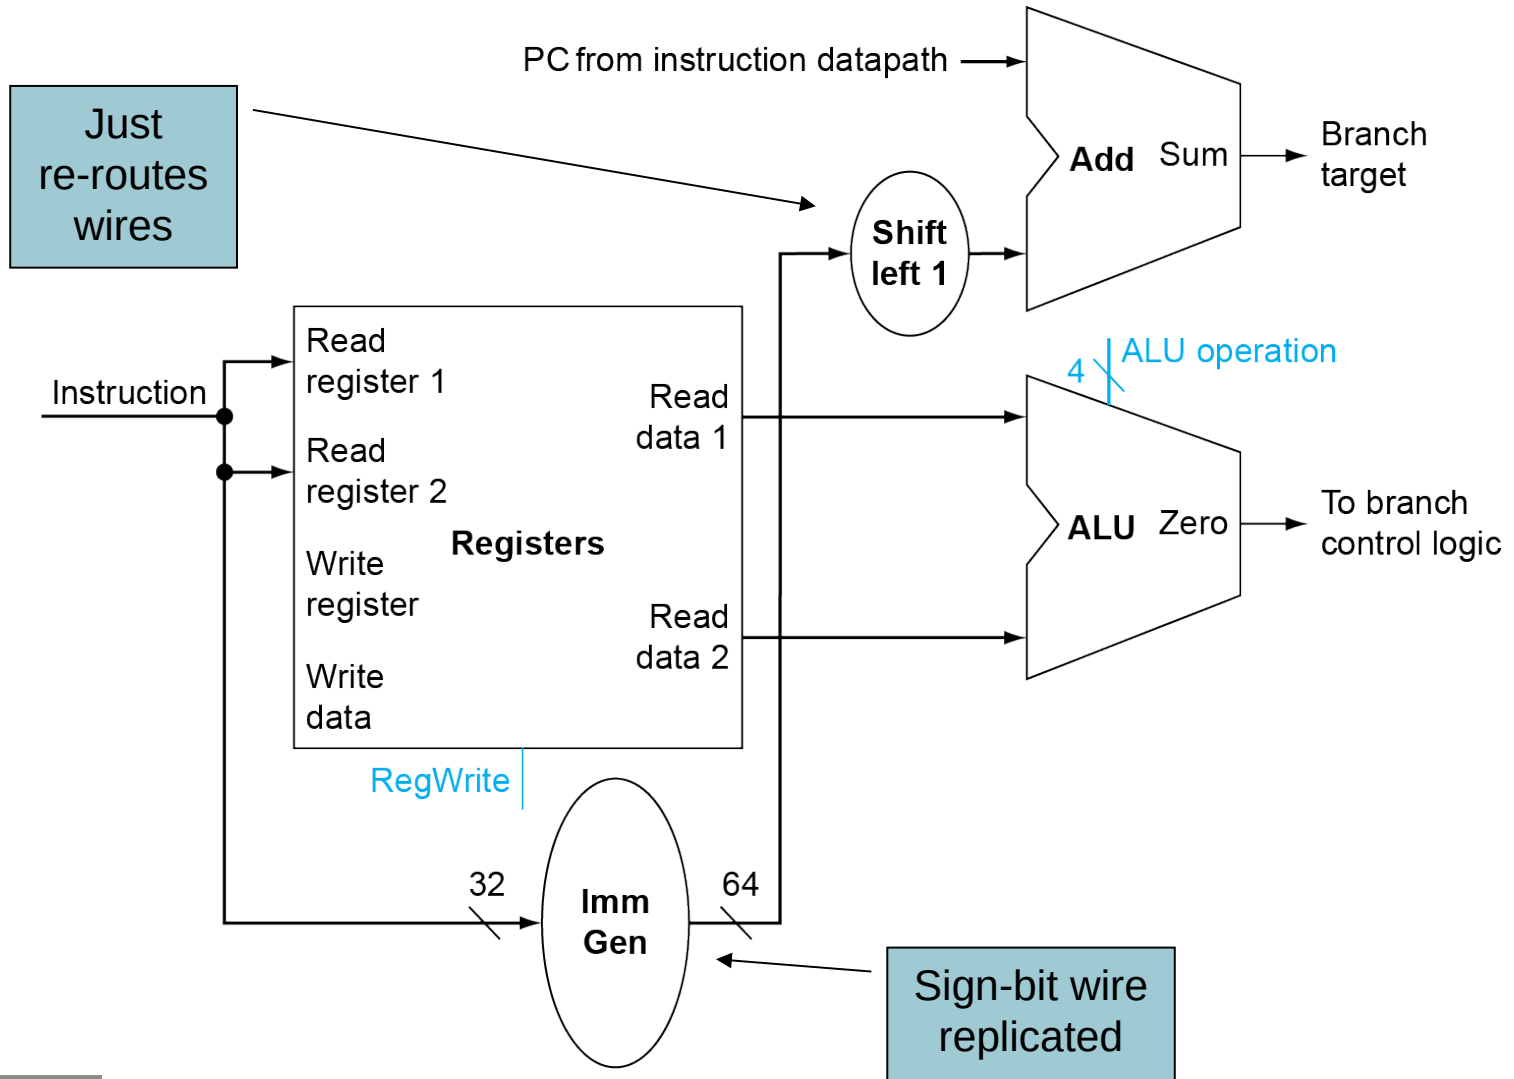 PC from instruction datapath
Just
re-routes
wires
Add
Sum
Branch
target
Shift
left 1
Instruction
Read
register 1
Read
register 2
Write
register
Write
data
Registers
Read
data 1
Read
data 2
RegWrite
4
ALU operation
ALU
Zero
To branch
control logic
32
Imm
Gen
64
Sign-bit wire
replicated